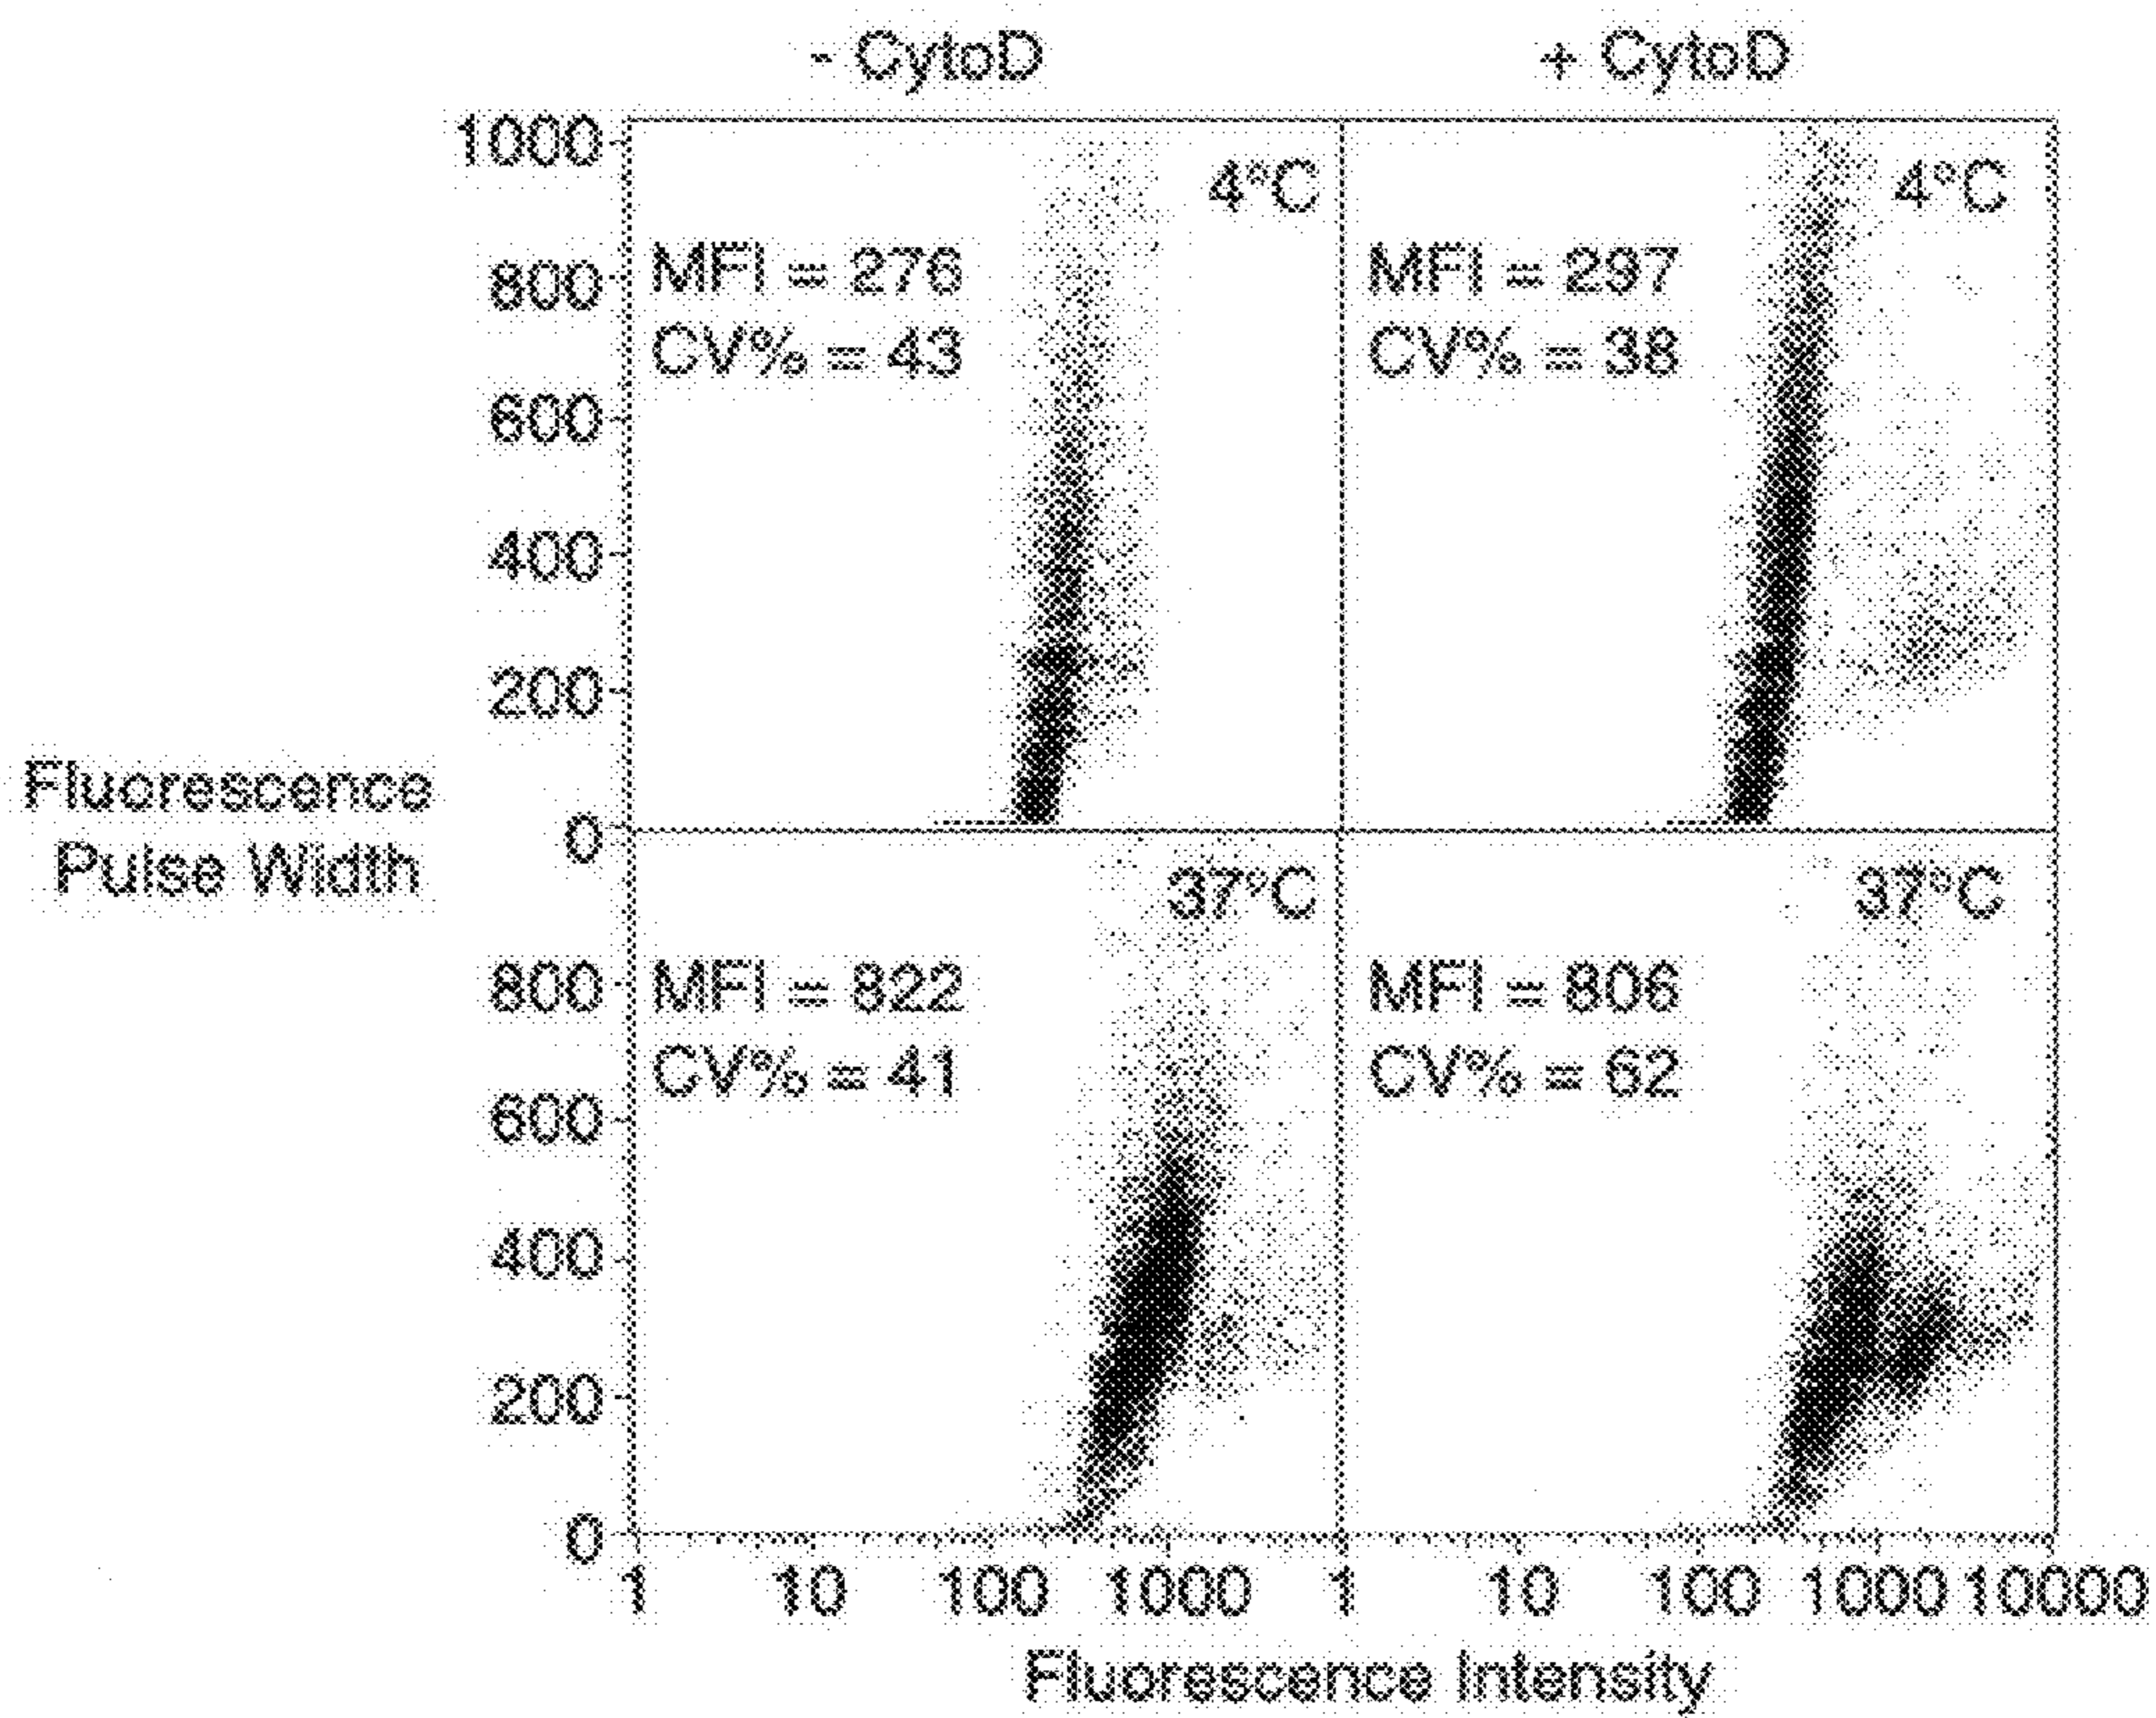 - CytoD
+ CytoD
1000
800
600
400
200
0
4°C
MFI = 276
CV% = 43
4°C
MFI = 297
CV% = 38
Fluorescence
Pulse Width
800
600
400
200
0
37°C
MFI = 822
CV% = 41
37°C
MFI = 806
CV% = 62
1 10 100 1000 1 10 100 1000 10000
Fluorescence Intensity